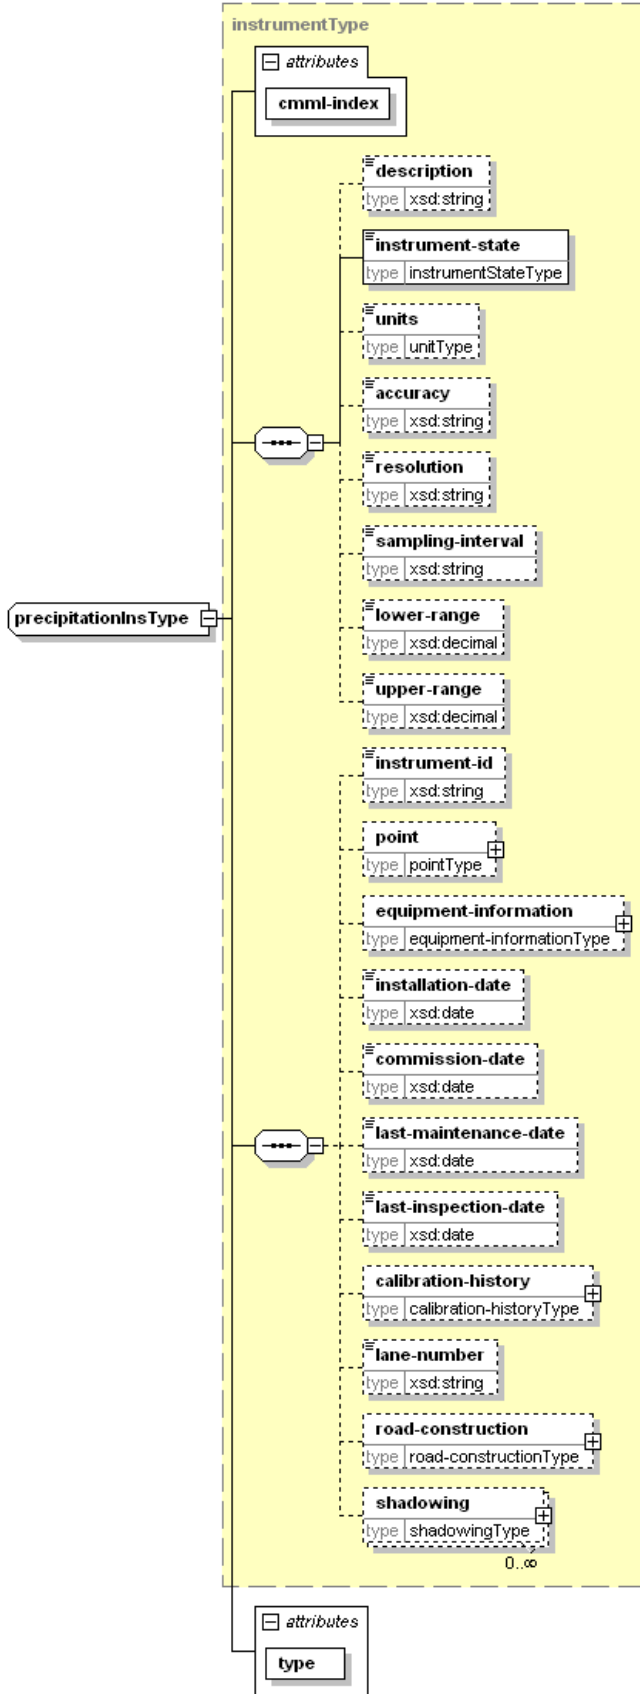 instrumentType
attributes
cmml-index
description
type xsd:string
instrument-state
type instrumentStateType
units
type unitType
accuracy
type xsd:string
resolution
type xsd:string
sampling-interval
type xsd:string
precipitationInsType
lower-range
type xsd:decimal
upper-range
type xsd:decimal
instrument-id
type xsd:string
point
type pointType
equipment-information
type equipment-informationType
installation-date
type xsd:date
commission-date
type xsd:date
last-maintenance-date
type xsd:date
last-inspection-date
type xsd:date
calibration-history
type calibration-historyType
lane-number
type xsd:string
road-construction
type road-constructionType
shadowing
type shadowingType
0..∞
attributes
type